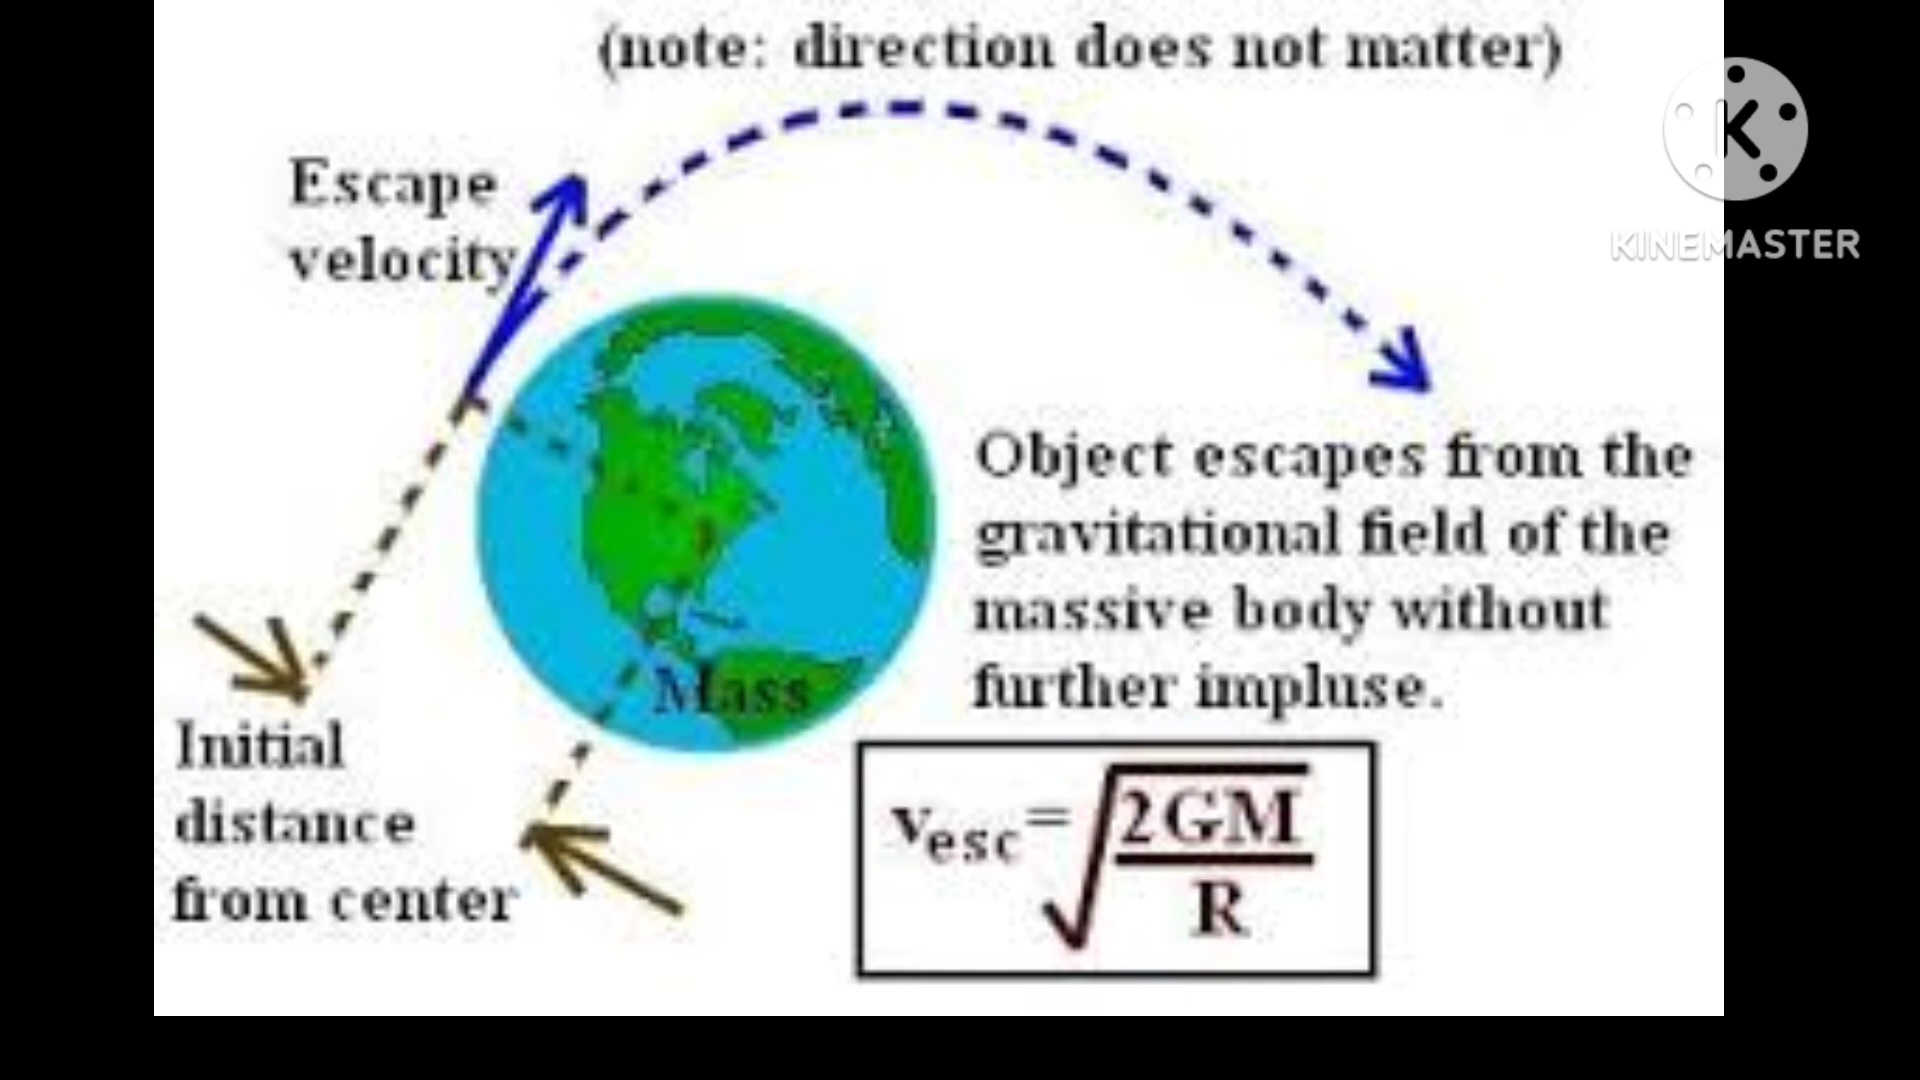 (note: direction does not matter)
K
KINEMASTER
Escape
velocity
Object escapes from the
gravitational field of the
massive body without
further impluse.
Mass
Initial
distance
from center
v_esc = √(2GM/R)